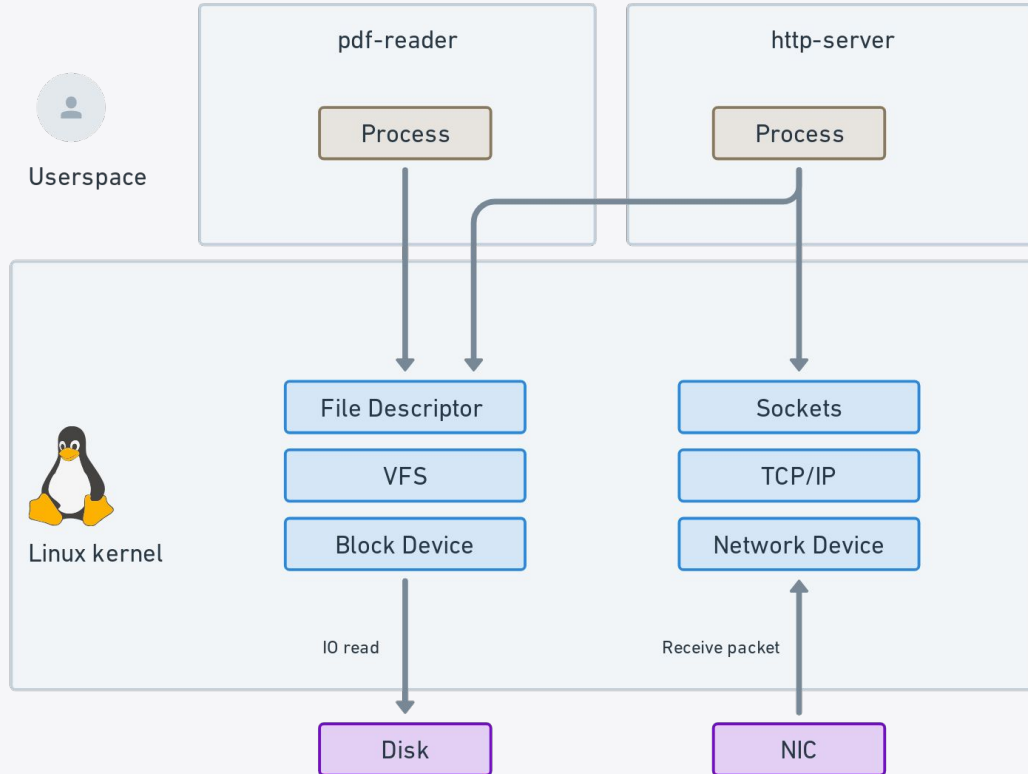 pdf-reader
http-server
Process
Process
Userspace
File Descriptor
Sockets
VFS
TCP/IP
Block Device
Network Device
Linux kernel
IO read
Receive packet
Disk
NIC